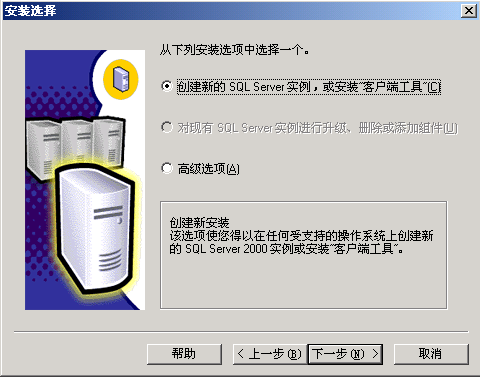 安装选择
从下列安装选项中选择一个。
创建新的 SQL Server 实例，或安装“客户端工具”(C)
对现有 SQL Server 实例进行升级、删除或添加组件(U)
高级选项(A)
创建新安装
该选项使您得以在任何受支持的操作系统上创建新
的 SQL Server 2000 实例或安装“客户端工具”。
帮助
< 上一步(B)
下一步(N) >
取消